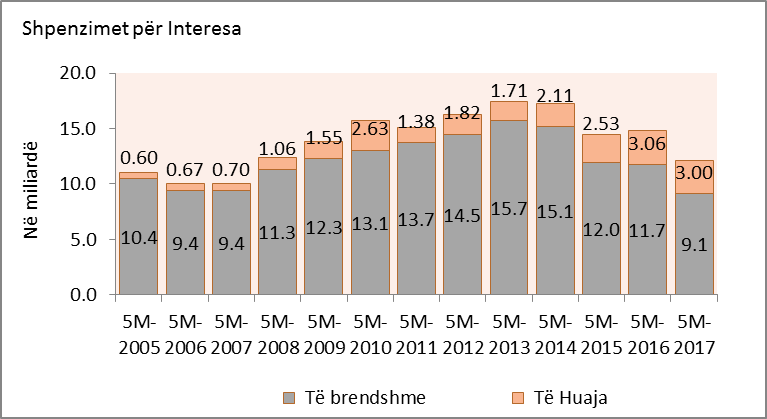 Shpenzimet për Interesa
Në miliardë
20.0
15.0
10.0
5.0
0.0
0.60 0.67 0.70 1.06 1.55 2.63 1.38 1.82 1.71 2.11 2.53 3.06 3.00
10.4 9.4 9.4 11.3 12.3 13.1 13.7 14.5 15.7 15.1 12.0 11.7 9.1
5M- 5M- 5M- 5M- 5M- 5M- 5M- 5M- 5M- 5M- 5M- 5M- 5M-
2005 2006 2007 2008 2009 2010 2011 2012 2013 2014 2015 2016 2017
Të brendshme Të Huaja